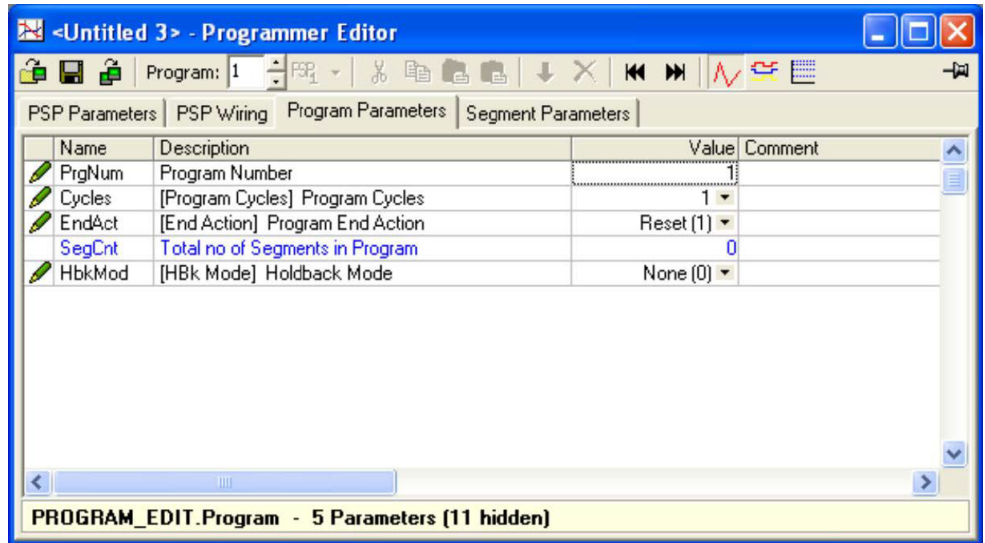 <Untitled 3> - Programmer Editor
Program: 1 PSP1
PSP Parameters PSP Wiring Program Parameters Segment Parameters
Name Description Value Comment
PrgNum Program Number 1
Cycles [Program Cycles] Program Cycles 1
EndAct [End Action] Program End Action Reset (1)
SegCnt Total no of Segments in Program 0
HbkMod [HBk Mode] Holdback Mode None (0)
PROGRAM_EDIT.Program - 5 Parameters (11 hidden)